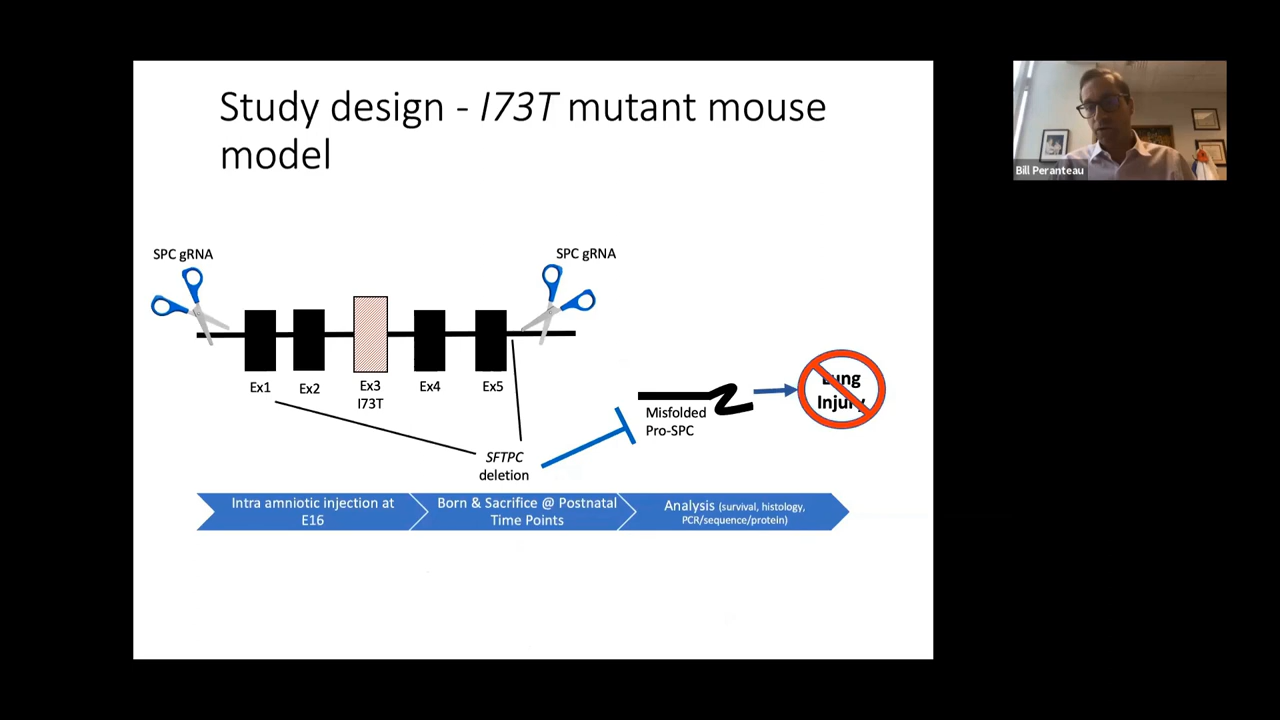 Study design - I73T mutant mouse
model
SPC gRNA
SPC gRNA
Ex1
Ex2
Ex3
I73T
Ex4
Ex5
Misfolded
Pro-SPC
Lung
Injury
SFTPC
deletion
Intra amniotic injection at
E16
Born & Sacrifice @ Postnatal
Time Points
Analysis (survival, histology,
PCR/sequence/protein)
Bill Peranteau